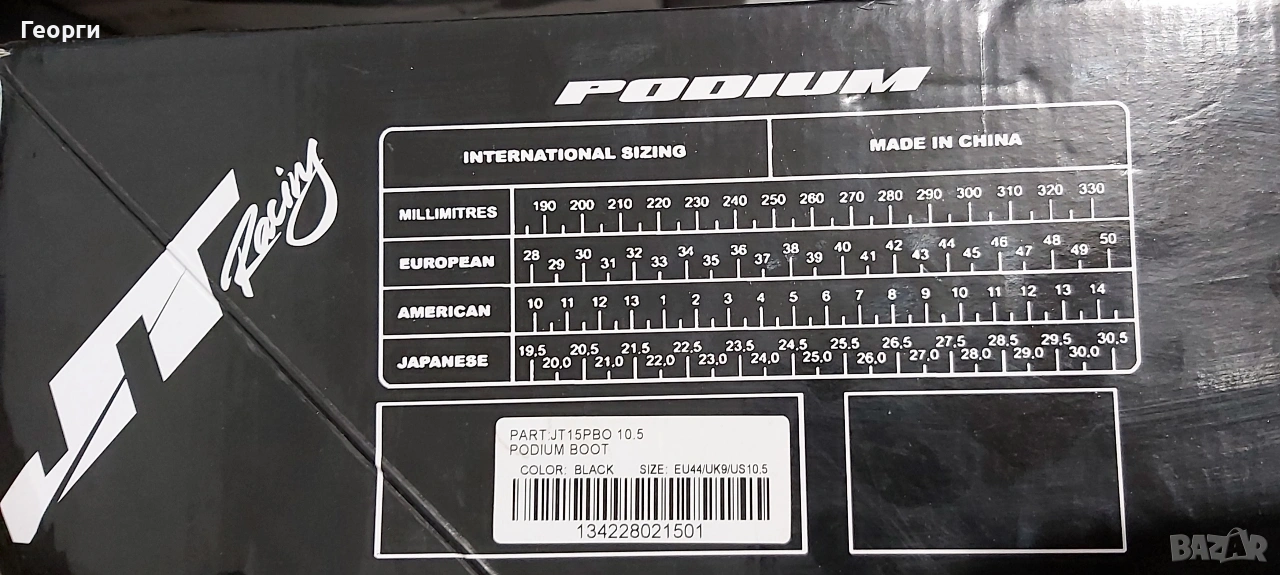 Георги
PODIUM
JT Racing
INTERNATIONAL SIZING MADE IN CHINA
MILLIMITRES 190 200 210 220 230 240 250 260 270 280 290 300 310 320 330
EUROPEAN 28 29 30 31 32 33 34 35 36 37 38 39 40 41 42 43 44 45 46 47 48 49 50
AMERICAN 10 11 12 13 1 2 3 4 5 6 7 8 9 10 11 12 13 14
JAPANESE 19,5 20,0 20,5 21,0 21,5 22,0 22,5 23,0 23,5 24,0 24,5 25,0 25,5 26,0 26,5 27,0 27,5 28,0 28,5 29,0 29,5 30,0 30,5
PART:JT15PBO 10.5
PODIUM BOOT
COLOR: BLACK SIZE: EU44/UK9/US10.5
134228021501
BAZAR